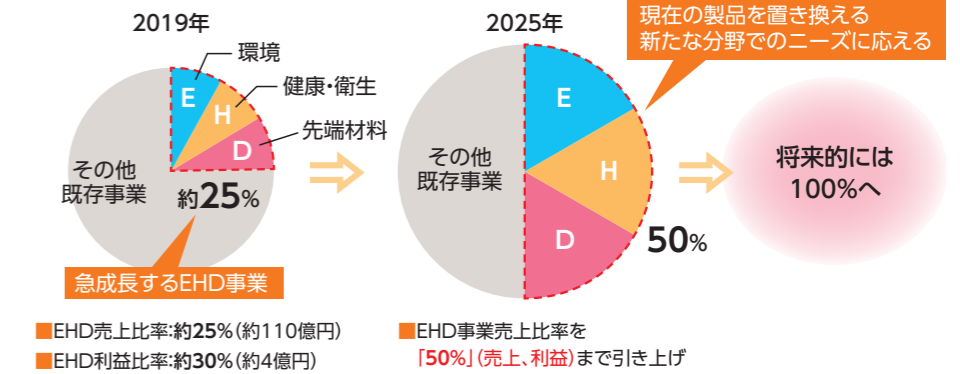 2019年
環境
健康・衛生
先端材料
E
H
D
その他
既存事業
約25%
急成長するEHD事業
■EHD売上比率:約25%(約110億円)
■EHD利益比率:約30%(約4億円)
2025年
現在の製品を置き換える
新たな分野でのニーズに応える
E
H
D
その他
既存事業
50%
■EHD事業売上比率を
「50%」(売上、利益)まで引き上げ
将来的には
100%へ